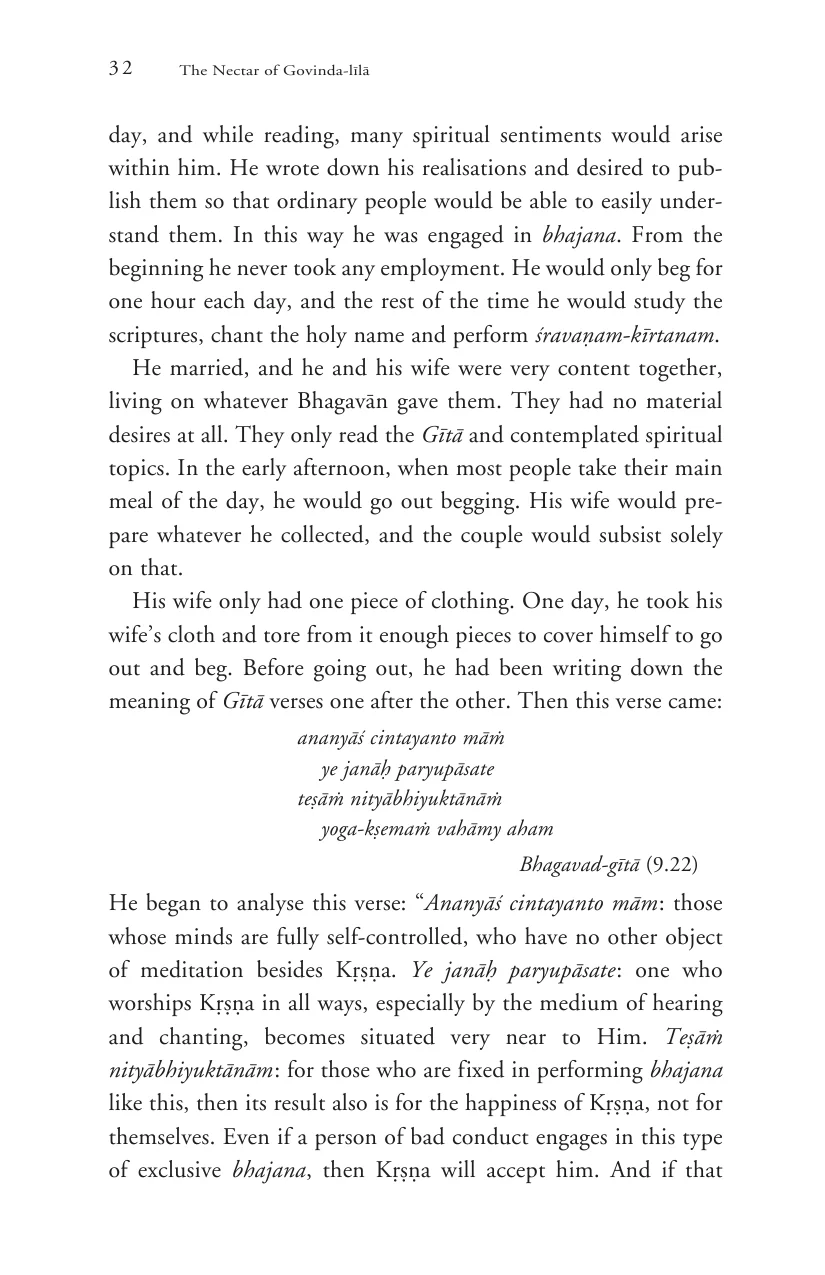 32 The Nectar of Govinda-līlā
day, and while reading, many spiritual sentiments would arise
within him. He wrote down his realisations and desired to pub-
lish them so that ordinary people would be able to easily under-
stand them. In this way he was engaged in bhajana. From the
beginning he never took any employment. He would only beg for
one hour each day, and the rest of the time he would study the
scriptures, chant the holy name and perform śravaṇam-kīrtanam.
He married, and he and his wife were very content together,
living on whatever Bhagavān gave them. They had no material
desires at all. They only read the Gītā and contemplated spiritual
topics. In the early afternoon, when most people take their main
meal of the day, he would go out begging. His wife would pre-
pare whatever he collected, and the couple would subsist solely
on that.
His wife only had one piece of clothing. One day, he took his
wife’s cloth and tore from it enough pieces to cover himself to go
out and beg. Before going out, he had been writing down the
meaning of Gītā verses one after the other. Then this verse came:
ananyāś cintayanto māṁ
ye janāḥ paryupāsate
teṣāṁ nityābhiyuktānāṁ
yoga-kṣemaṁ vahāmy aham
Bhagavad-gītā (9.22)
He began to analyse this verse: “Ananyāś cintayanto mām: those
whose minds are fully self-controlled, who have no other object
of meditation besides Kṛṣṇa. Ye janāḥ paryupāsate: one who
worships Kṛṣṇa in all ways, especially by the medium of hearing
and chanting, becomes situated very near to Him. Teṣāṁ
nityābhiyuktānām: for those who are fixed in performing bhajana
like this, then its result also is for the happiness of Kṛṣṇa, not for
themselves. Even if a person of bad conduct engages in this type
of exclusive bhajana, then Kṛṣṇa will accept him. And if that